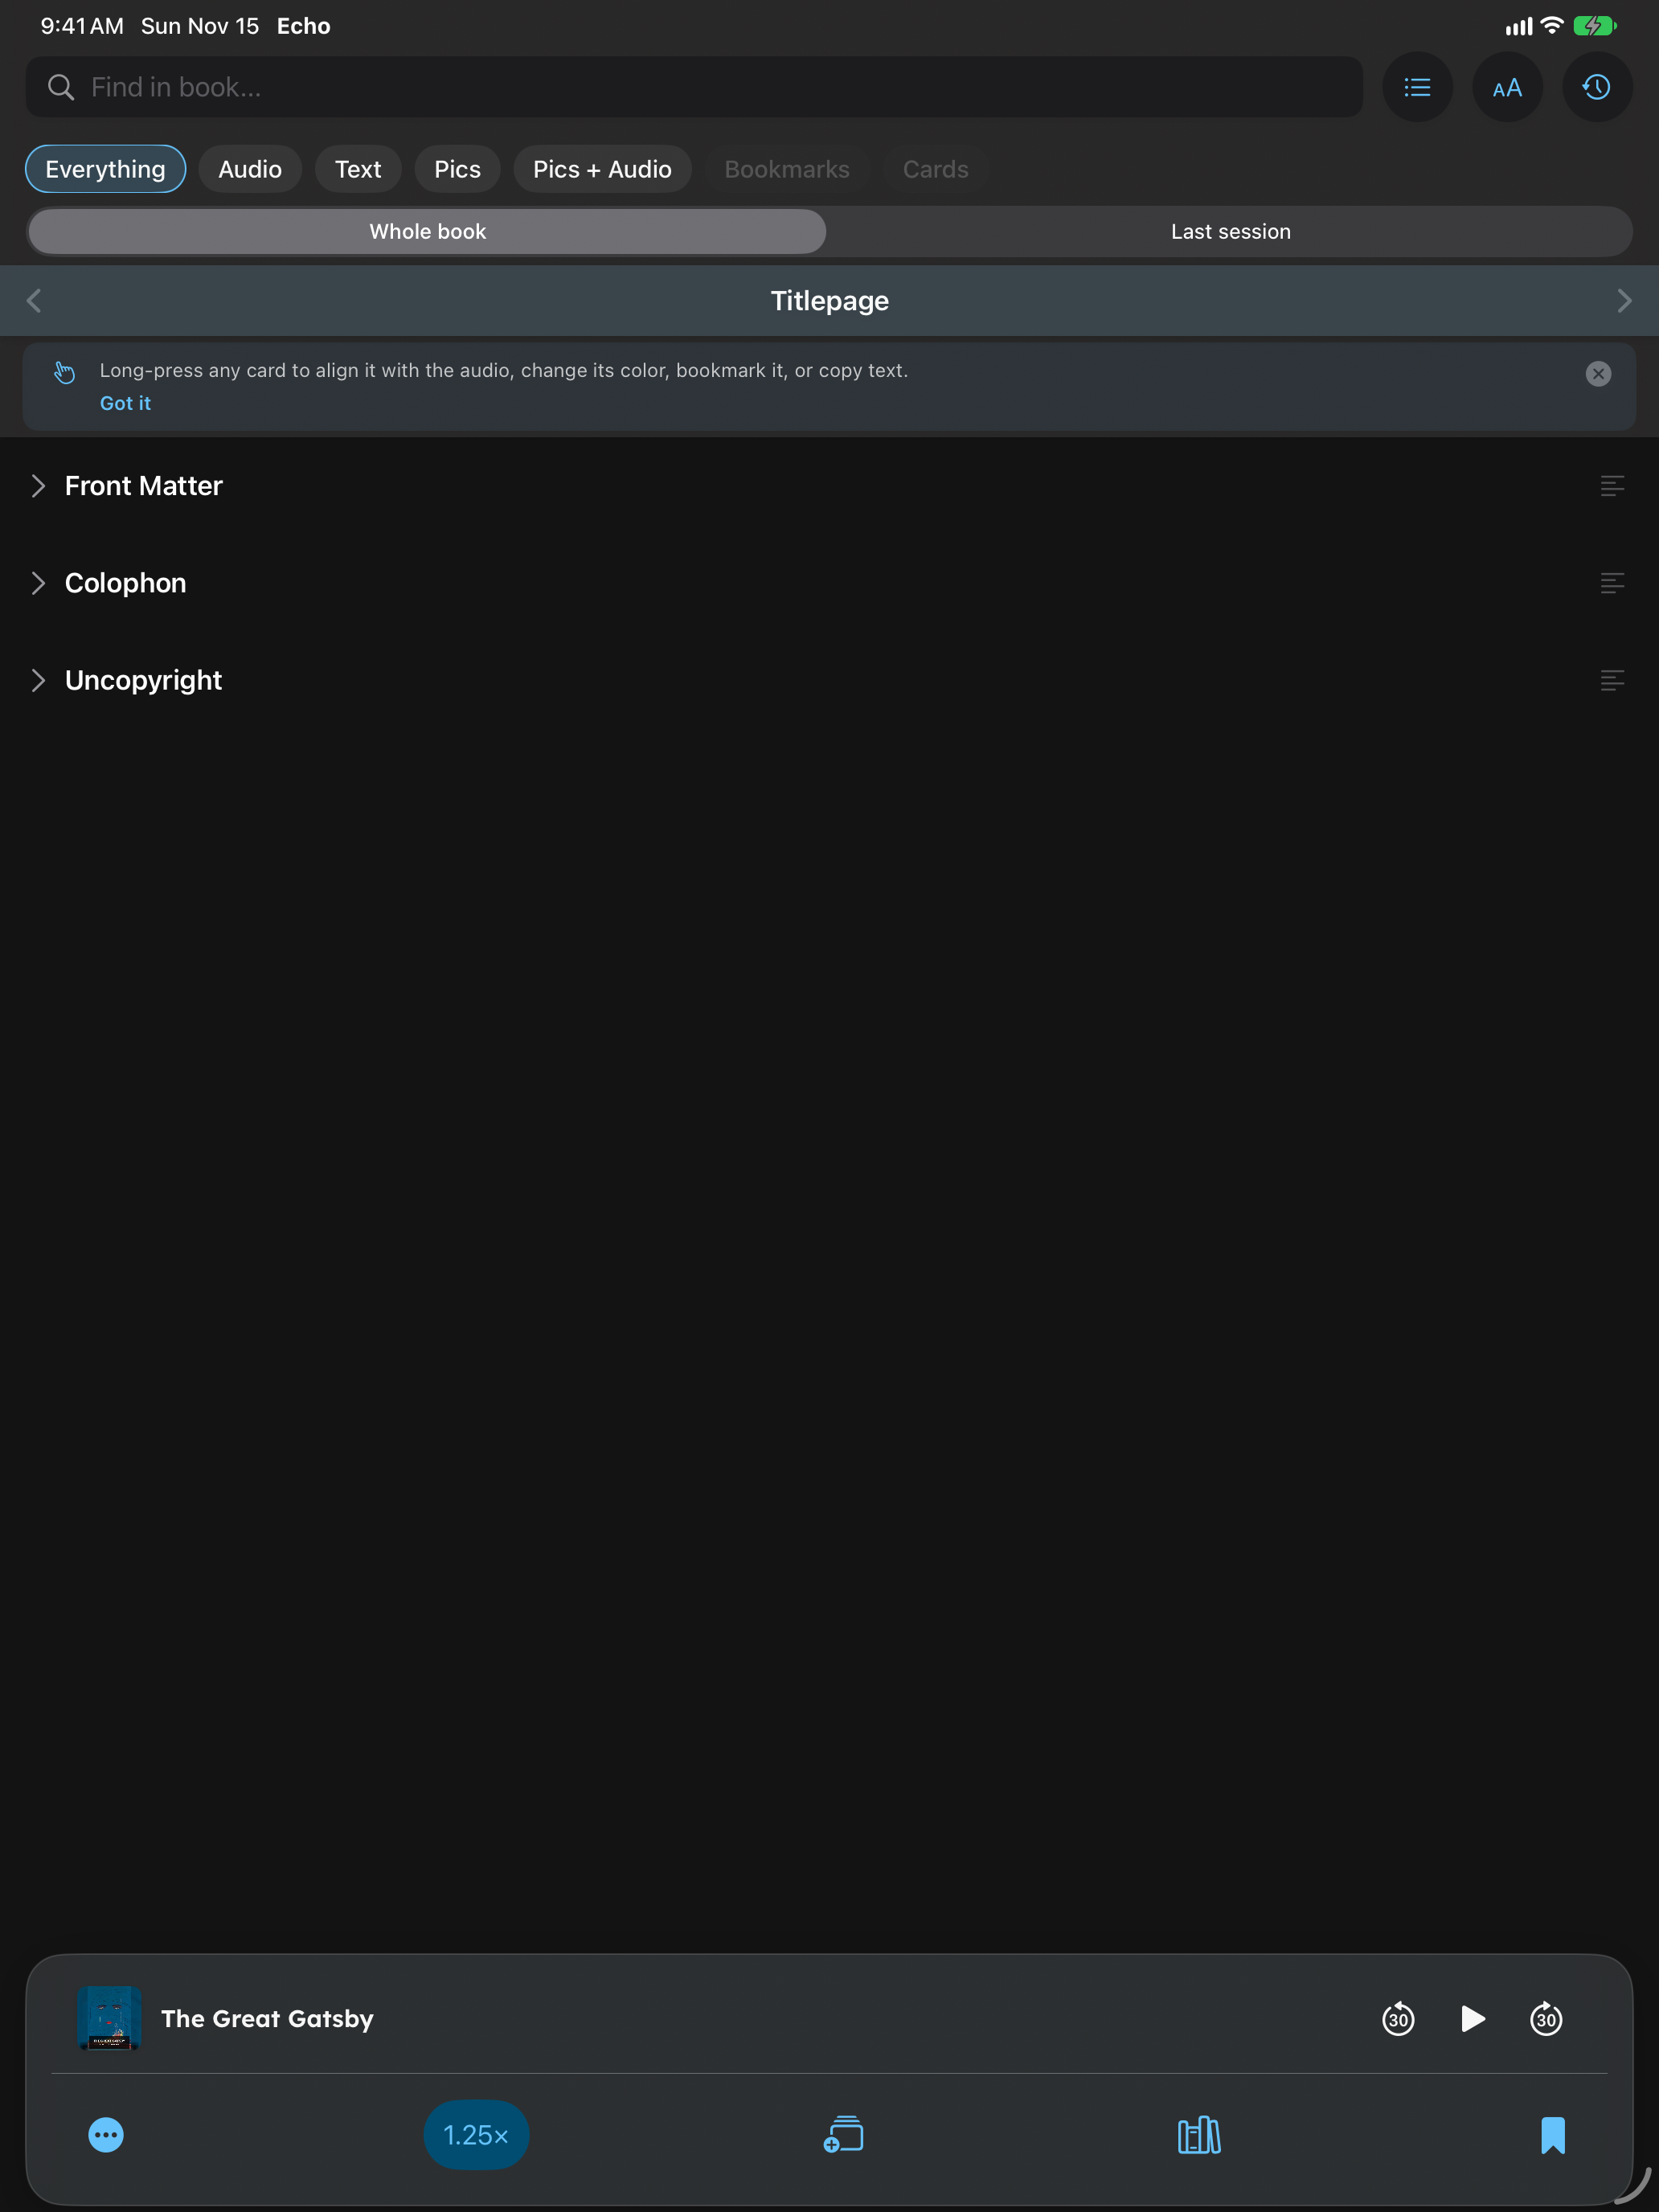 9:41 AM Sun Nov 15 Echo
Find in book...
AA
Everything Audio Text Pics Pics + Audio Bookmarks Cards
Whole book Last session
Titlepage
Long-press any card to align it with the audio, change its color, bookmark it, or copy text.
Got it
Front Matter
Colophon
Uncopyright
The Great Gatsby 30 30
1.25×